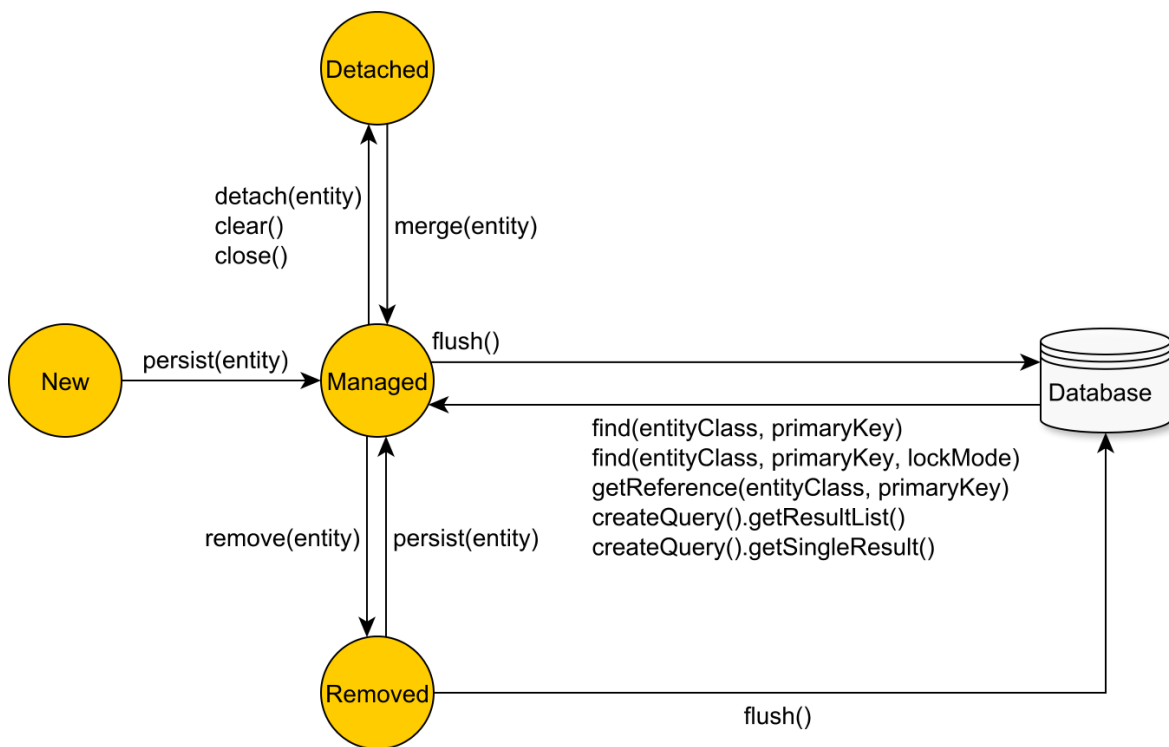 Detached
detach(entity)
clear()
close()
merge(entity)
New
persist(entity)
Managed
flush()
Database
find(entityClass, primaryKey)
find(entityClass, primaryKey, lockMode)
getReference(entityClass, primaryKey)
createQuery().getResultList()
createQuery().getSingleResult()
remove(entity)
persist(entity)
Removed
flush()